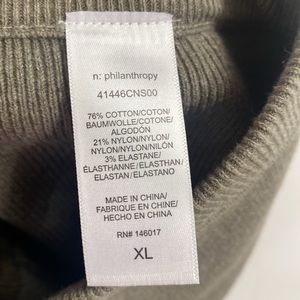 n: philanthropy
41446CNS00
76% COTTON/COTON/
BAUMWOLLE/COTONE/
ALGODÓN
21% NYLON/NYLON/
NYLON/NYLON/NILÓN
3% ELASTANE/
ÉLASTHANNE/ELASTHAN/
ELASTAN/ELASTANO
MADE IN CHINA/
FABRIQUE EN CHINE/
HECHO EN CHINA
RN# 146017
XL